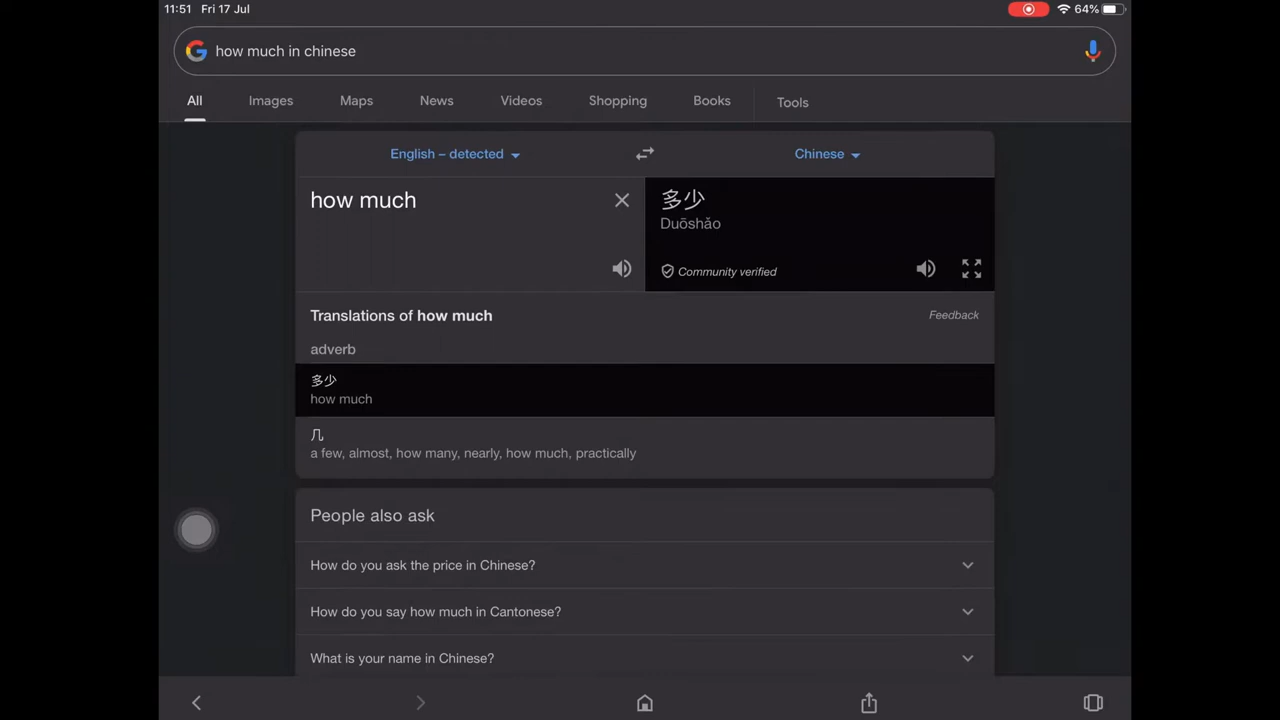 11:51 Fri 17 Jul 64%
how much in chinese
All Images Maps News Videos Shopping Books Tools
English – detected Chinese
how much 多少
Duōshǎo
Community verified
Translations of how much Feedback
adverb
多少
how much
几
a few, almost, how many, nearly, how much, practically
People also ask
How do you ask the price in Chinese?
How do you say how much in Cantonese?
What is your name in Chinese?